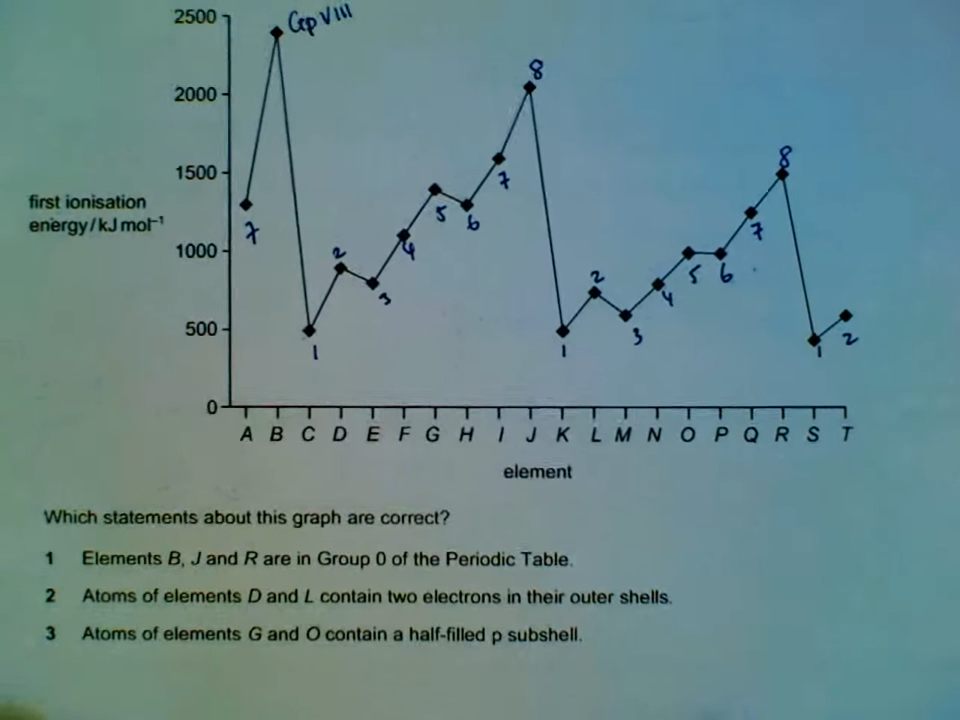 2500
Gp VIII
8
2000
8
1500
first ionisation
energy / kJ mol⁻¹
7
7
5
6
7
1000
2
4
5
6
3
2
4
500
1
1
3
1
2
0
A B C D E F G H I J K L M N O P Q R S T
element
Which statements about this graph are correct?
1 Elements B, J and R are in Group 0 of the Periodic Table.
2 Atoms of elements D and L contain two electrons in their outer shells.
3 Atoms of elements G and O contain a half-filled p subshell.